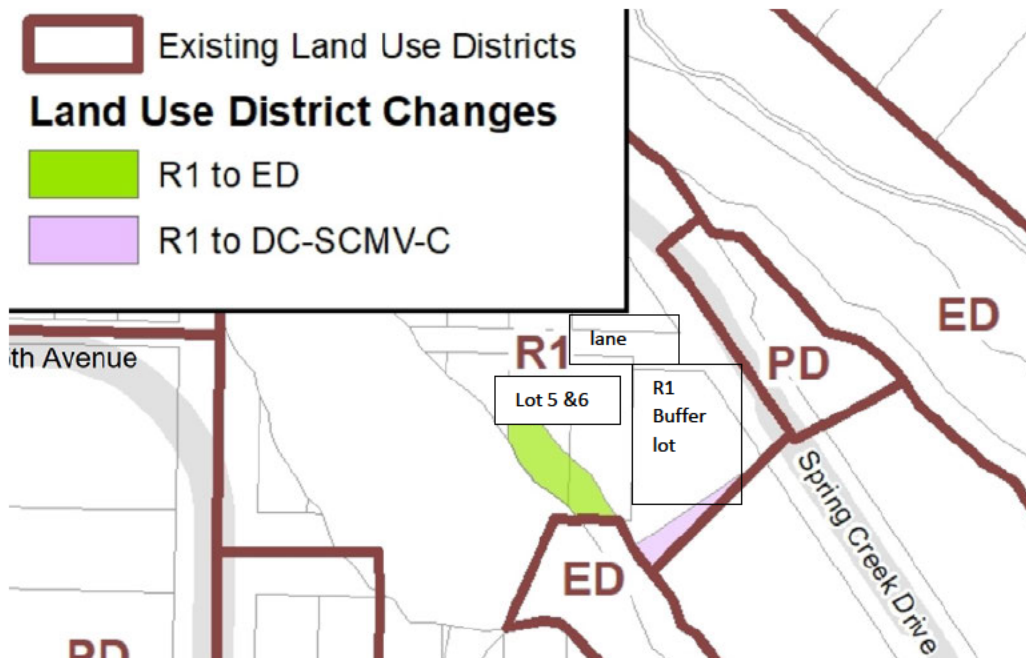 Existing Land Use Districts
Land Use District Changes
R1 to ED
R1 to DC-SCMV-C
ED
lane
th Avenue
R1
PD
R1
Buffer
lot
Lot 5 &6
Spring Creek Drive
ED
PD